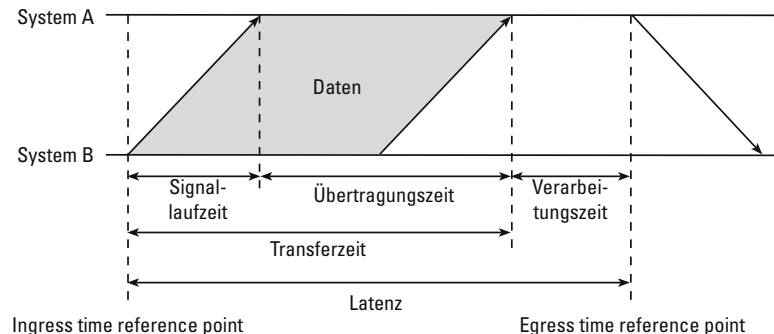 System A
Daten
System B
Signal-
laufzeit
Übertragungszeit
Verarbei-
tungszeit
Transferzeit
Latenz
Ingress time reference point
Egress time reference point